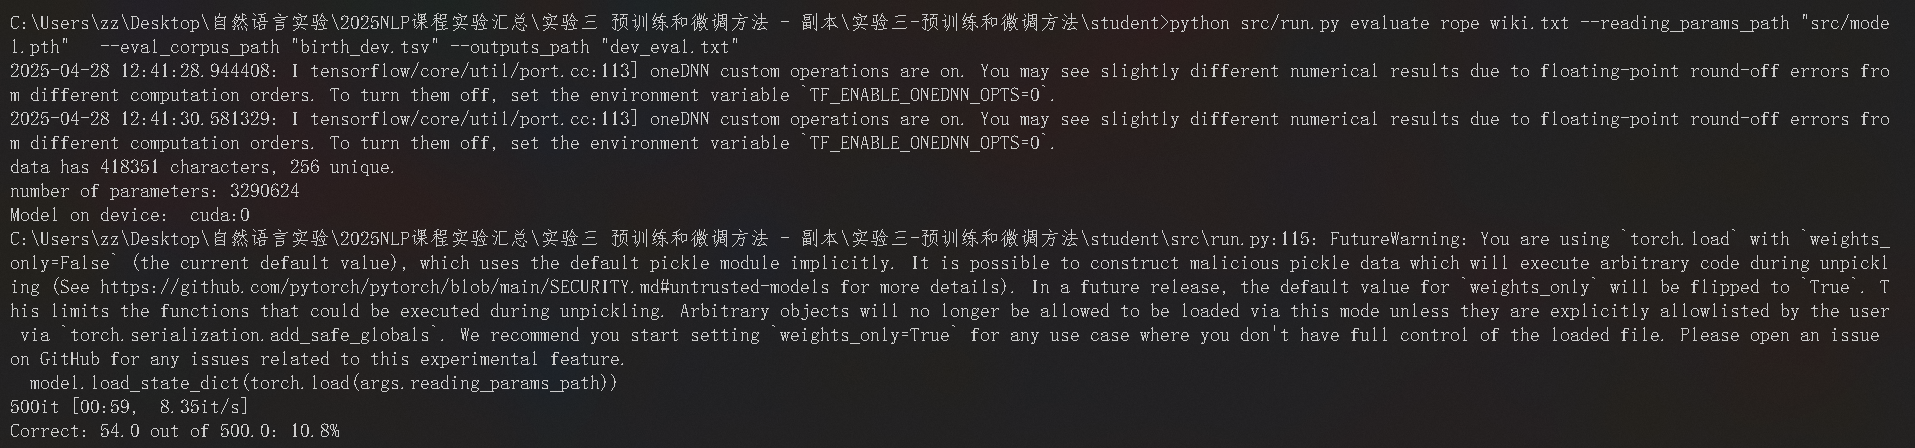 C:\Users\zz\Desktop\自然语言实验\2025NLP课程实验汇总\实验三 预训练和微调方法 - 副本\实验三-预训练和微调方法\student>python src/run.py evaluate rope wiki.txt --reading_params_path "src/mode
l.pth"   --eval_corpus_path "birth_dev.tsv" --outputs_path "dev_eval.txt"
2025-04-28 12:41:28.944408: I tensorflow/core/util/port.cc:113] oneDNN custom operations are on. You may see slightly different numerical results due to floating-point round-off errors fro
m different computation orders. To turn them off, set the environment variable `TF_ENABLE_ONEDNN_OPTS=0`.
2025-04-28 12:41:30.581329: I tensorflow/core/util/port.cc:113] oneDNN custom operations are on. You may see slightly different numerical results due to floating-point round-off errors fro
m different computation orders. To turn them off, set the environment variable `TF_ENABLE_ONEDNN_OPTS=0`.
data has 418351 characters, 256 unique.
number of parameters: 3290624
Model on device:  cuda:0
C:\Users\zz\Desktop\自然语言实验\2025NLP课程实验汇总\实验三 预训练和微调方法 - 副本\实验三-预训练和微调方法\student\src\run.py:115: FutureWarning: You are using `torch.load` with `weights_
only=False` (the current default value), which uses the default pickle module implicitly. It is possible to construct malicious pickle data which will execute arbitrary code during unpickl
ing (See https://github.com/pytorch/pytorch/blob/main/SECURITY.md#untrusted-models for more details). In a future release, the default value for `weights_only` will be flipped to `True`. T
his limits the functions that could be executed during unpickling. Arbitrary objects will no longer be allowed to be loaded via this mode unless they are explicitly allowlisted by the user
 via `torch.serialization.add_safe_globals`. We recommend you start setting `weights_only=True` for any use case where you don't have full control of the loaded file. Please open an issue
on GitHub for any issues related to this experimental feature.
  model.load_state_dict(torch.load(args.reading_params_path))
500it [00:59,  8.35it/s]
Correct: 54.0 out of 500.0: 10.8%